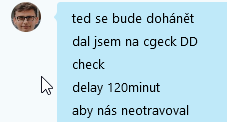 ted se bude dohánět
dal jsem na cgeck DD
check
delay 120minut
aby nás neotravoval